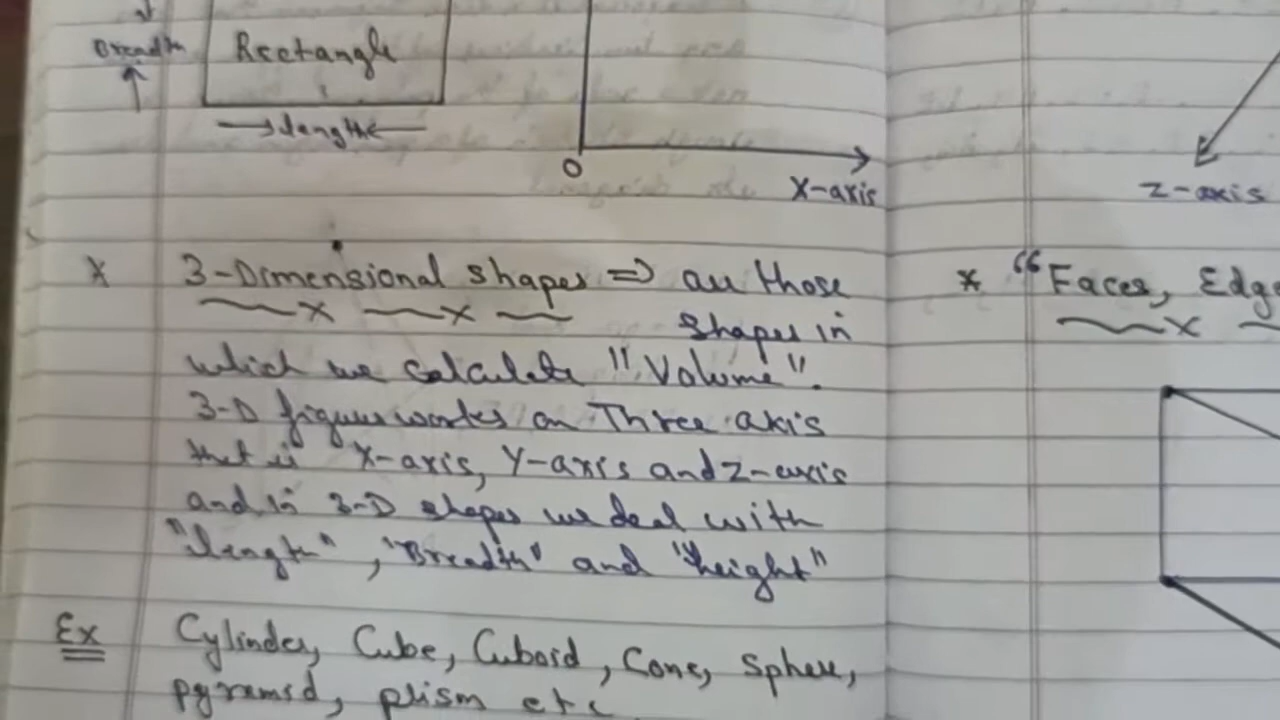 Breadth
Rectangle
length
O
X-axis
Z-axis
* 3-Dimensional shapes => all those
shapes in
which we calculate "Volume".
3-D figure works on Three axis
that is X-axis, Y-axis and Z-axis
and in 3-D shapes we deal with
"length", "Breadth" and "height"
Ex Cylinder, Cube, Cuboid, Cone, Sphere,
pyramid, prism etc
* "Faces, Edge